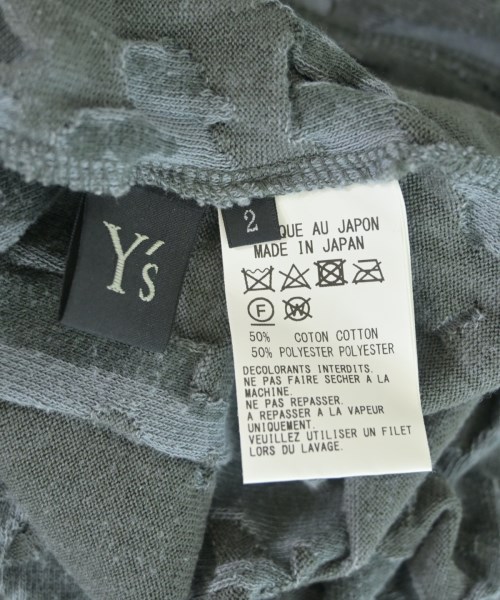 Y's
2
QUE AU JAPON
MADE IN JAPAN
F W
50% COTON COTTON
50% POLYESTER POLYESTER
DECOLORANTS INTERDITS.
NE PAS FAIRE SECHER A LA
MACHINE.
NE PAS REPASSER.
A REPASSER A LA VAPEUR
UNIQUEMENT.
VEUILLEZ UTILISER UN FILET
LORS DU LAVAGE.